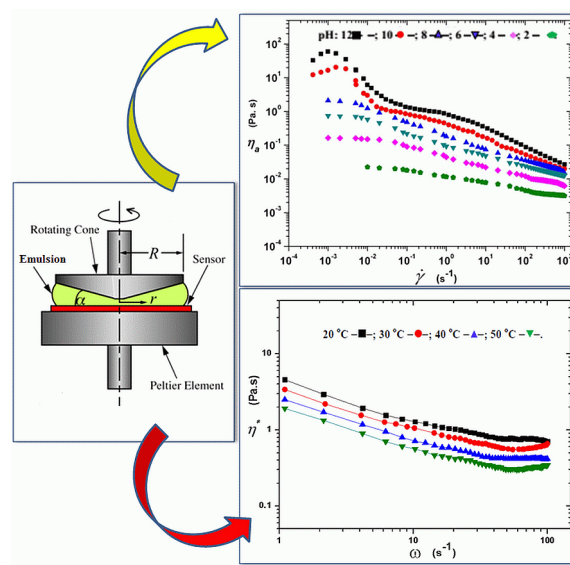 pH: 12 –■–; 10 –●–; 8 –▲–; 6 –▼–; 4 –◆–; 2 –
10²
10¹
10⁰
10⁻¹
10⁻²
10⁻³
10⁻⁴
(Pa. s)
ηa
10⁻⁴ 10⁻³ 10⁻² 10⁻¹ 10⁰ 10¹ 10² 10³
γ̇ (s⁻¹)
Rotating Cone
R
Emulsion
Sensor
α
r
Peltier Element
20 °C –■–; 30 °C –●–; 40 °C –▲–; 50 °C –▼–.
10
1
0.1
(Pa.s)
η*
1 10 100
ω (s⁻¹)